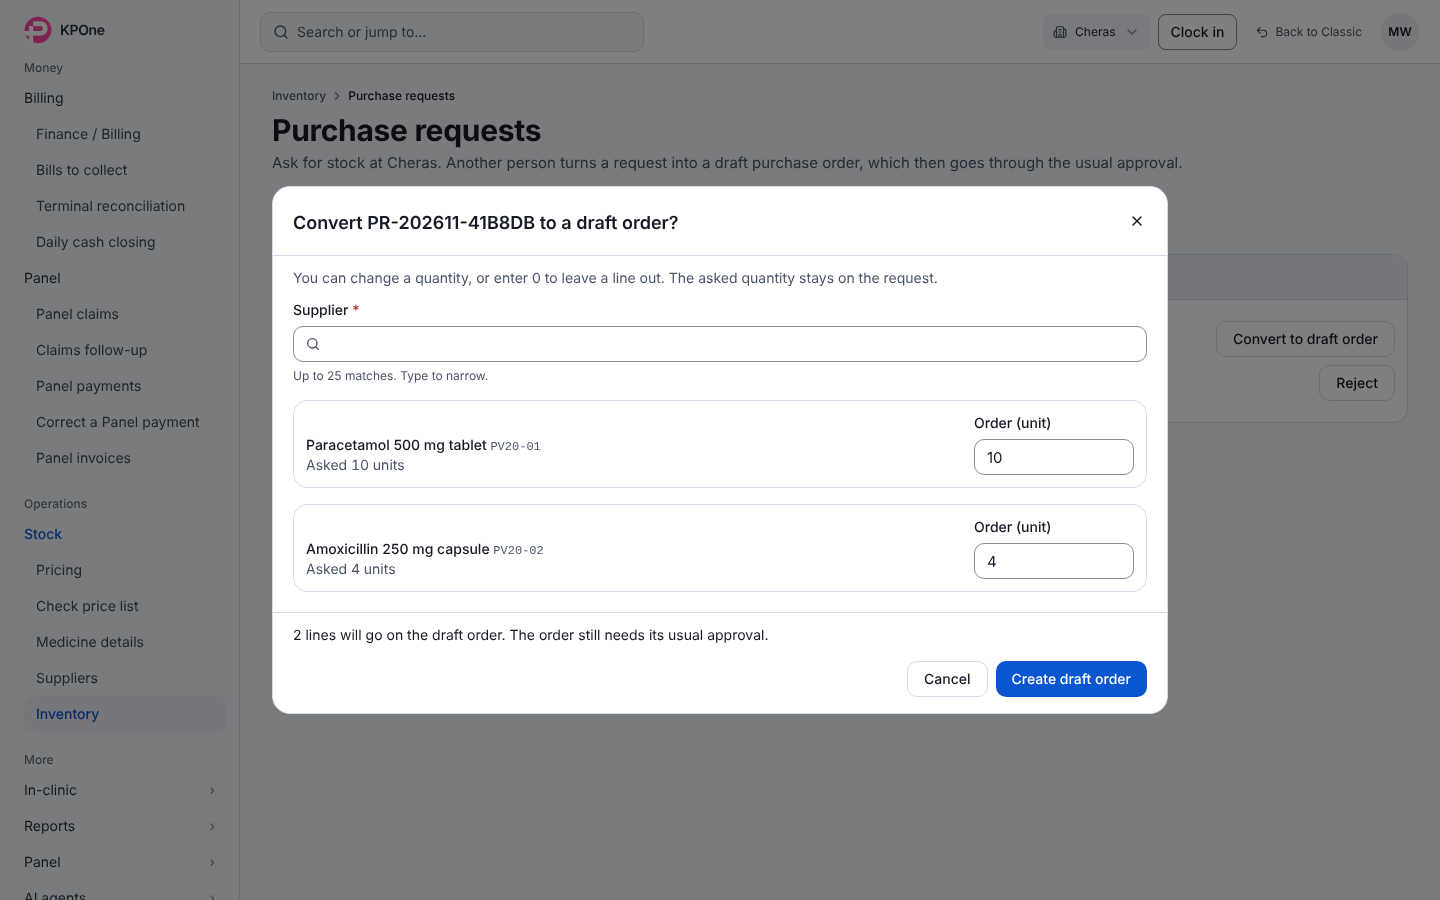 KPOne
Search or jump to...
Cheras
Clock in
Back to Classic
MW
Money
Billing
Finance / Billing
Bills to collect
Terminal reconciliation
Daily cash closing
Panel
Panel claims
Claims follow-up
Panel payments
Correct a Panel payment
Panel invoices
Operations
Stock
Pricing
Check price list
Medicine details
Suppliers
Inventory
More
In-clinic
Reports
Panel
AI agents
Inventory > Purchase requests
Purchase requests
Ask for stock at Cheras. Another person turns a request into a draft purchase order, which then goes through the usual approval.
Convert to draft order
Reject
Convert PR-202611-41B8DB to a draft order?
You can change a quantity, or enter 0 to leave a line out. The asked quantity stays on the request.
Supplier *
Up to 25 matches. Type to narrow.
Paracetamol 500 mg tablet PV20-01
Asked 10 units
Order (unit)
10
Amoxicillin 250 mg capsule PV20-02
Asked 4 units
Order (unit)
4
2 lines will go on the draft order. The order still needs its usual approval.
Cancel
Create draft order